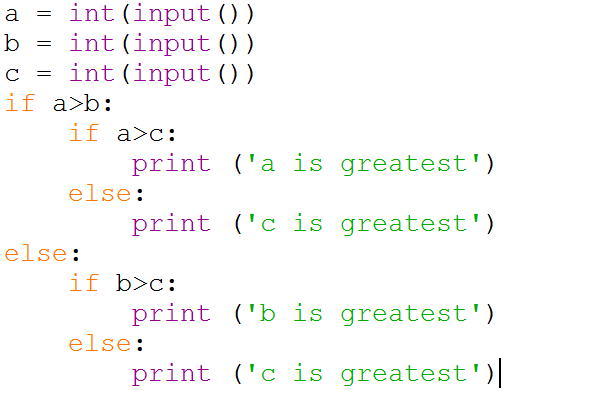 a = int(input())
b = int(input())
c = int(input())
if a>b:
    if a>c:
        print ('a is greatest')
    else:
        print ('c is greatest')
else:
    if b>c:
        print ('b is greatest')
    else:
        print ('c is greatest')